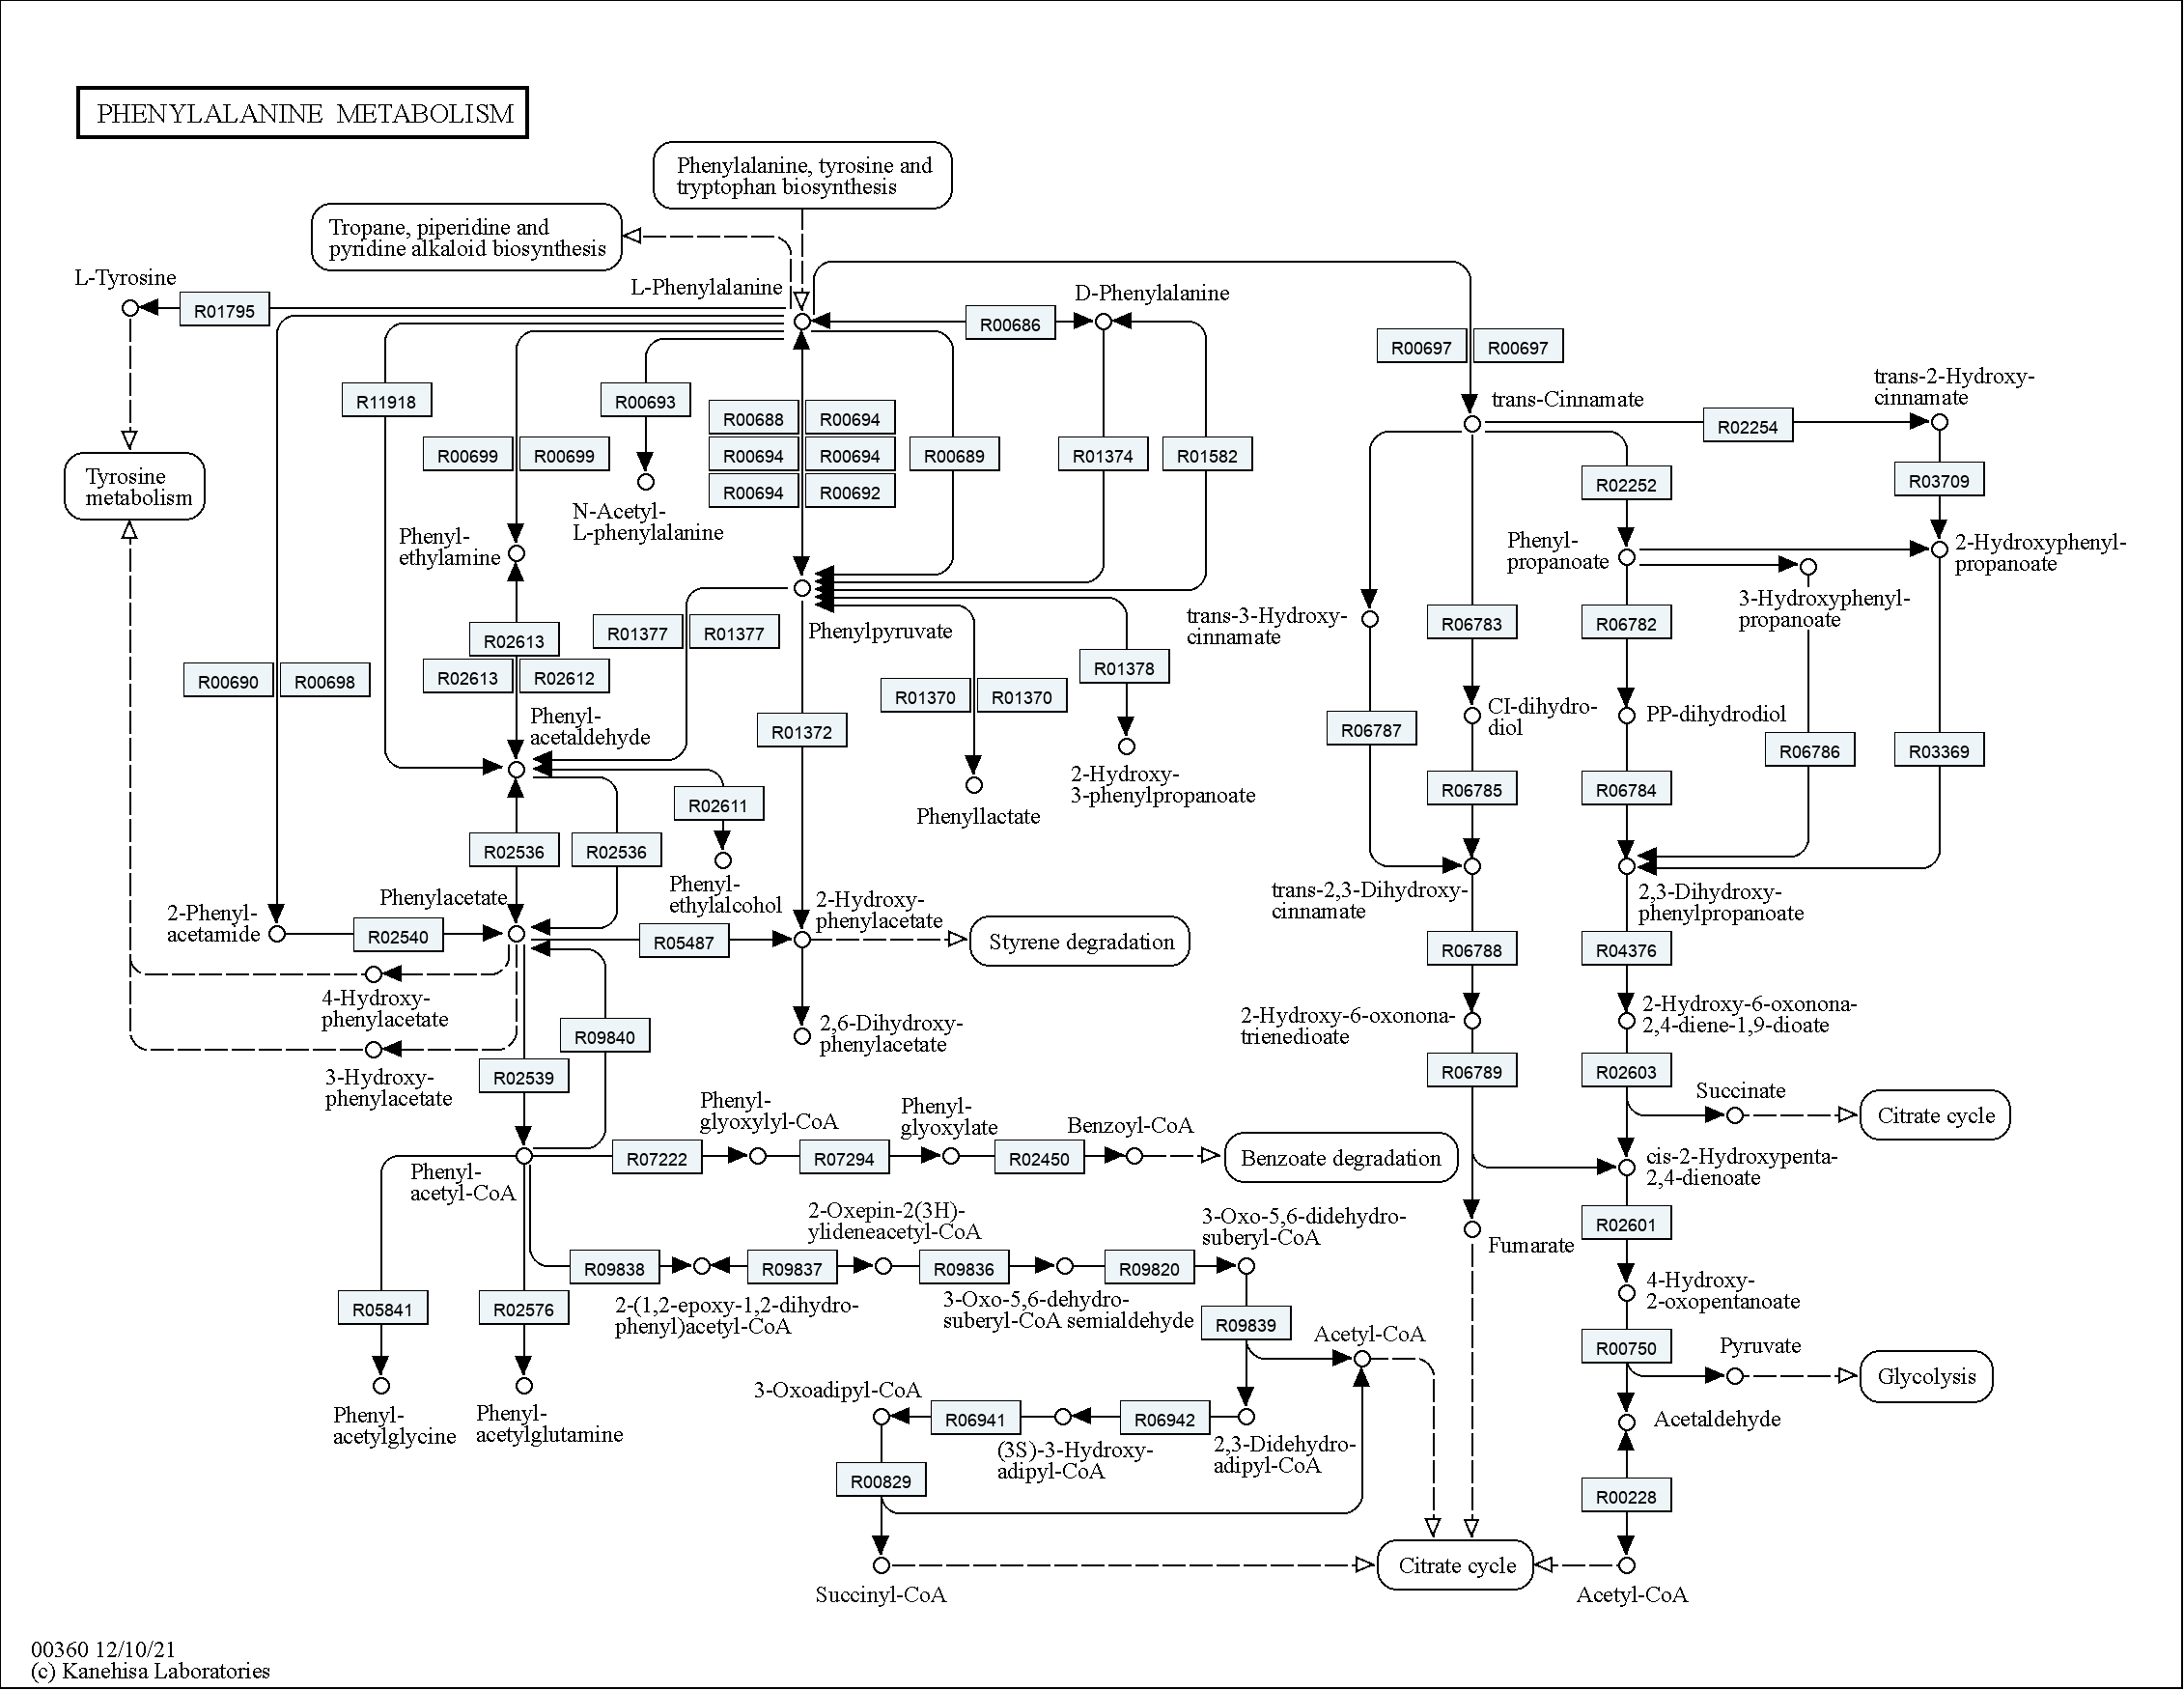 PHENYLALANINE METABOLISM
Phenylalanine, tyrosine and
tryptophan biosynthesis
Tropane, piperidine and
pyridine alkaloid biosynthesis
L-Tyrosine
L-Phenylalanine
D-Phenylalanine
R01795
R00686
R00697
R00697
trans-2-Hydroxy-
cinnamate
trans-Cinnamate
R11918
R00693
R00688
R00694
R02254
R00699
R00699
R00694
R00694
R00689
R01374
R01582
Tyrosine
metabolism
R00694
R00692
R02252
R03709
N-Acetyl-
L-phenylalanine
Phenyl-
ethylamine
Phenyl-
propanoate
2-Hydroxyphenyl-
propanoate
3-Hydroxyphenyl-
propanoate
trans-3-Hydroxy-
cinnamate
R01377
R01377
Phenylpyruvate
R06783
R06782
R02613
R02613
R02612
R00690
R00698
R01378
R01370
R01370
Phenyl-
acetaldehyde
R01372
R06787
CI-dihydro-
diol
PP-dihydrodiol
R06786
R03369
2-Hydroxy-
3-phenylpropanoate
R02611
Phenyllactate
R06785
R06784
R02536
R02536
Phenylacetate
Phenyl-
ethylalcohol
2-Hydroxy-
phenylacetate
trans-2,3-Dihydroxy-
cinnamate
2,3-Dihydroxy-
phenylpropanoate
2-Phenyl-
acetamide
R02540
R05487
Styrene degradation
R06788
R04376
4-Hydroxy-
phenylacetate
R09840
2,6-Dihydroxy-
phenylacetate
2-Hydroxy-6-oxonona-
trienedioate
2-Hydroxy-6-oxonona-
2,4-diene-1,9-dioate
3-Hydroxy-
phenylacetate
R02539
R06789
R02603
Succinate
Citrate cycle
Phenyl-
glyoxylyl-CoA
Phenyl-
glyoxylate
Benzoyl-CoA
R07222
R07294
R02450
Benzoate degradation
Phenyl-
acetyl-CoA
cis-2-Hydroxypenta-
2,4-dienoate
2-Oxepin-2(3H)-
ylideneacetyl-CoA
3-Oxo-5,6-didehydro-
suberyl-CoA
R02601
Fumarate
R09838
R09837
R09836
R09820
4-Hydroxy-
2-oxopentanoate
R05841
R02576
2-(1,2-epoxy-1,2-dihydro-
phenyl)acetyl-CoA
3-Oxo-5,6-dehydro-
suberyl-CoA semialdehyde
R09839
Acetyl-CoA
R00750
Pyruvate
Glycolysis
3-Oxoadipyl-CoA
Phenyl-
acetylglycine
Phenyl-
acetylglutamine
R06941
R06942
Acetaldehyde
(3S)-3-Hydroxy-
adipyl-CoA
2,3-Didehydro-
adipyl-CoA
R00829
R00228
Citrate cycle
Succinyl-CoA
Acetyl-CoA
00360 12/10/21
(c) Kanehisa Laboratories